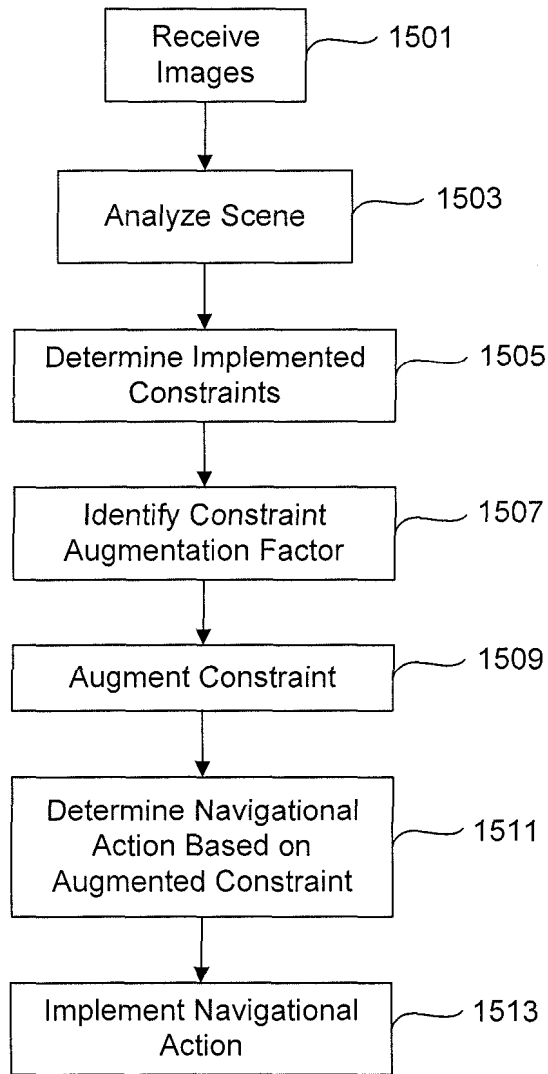 Receive
Images
1501
Analyze Scene
1503
Determine Implemented
Constraints
1505
Identify Constraint
Augmentation Factor
1507
Augment Constraint
1509
Determine Navigational
Action Based on
Augmented Constraint
1511
Implement Navigational
Action
1513